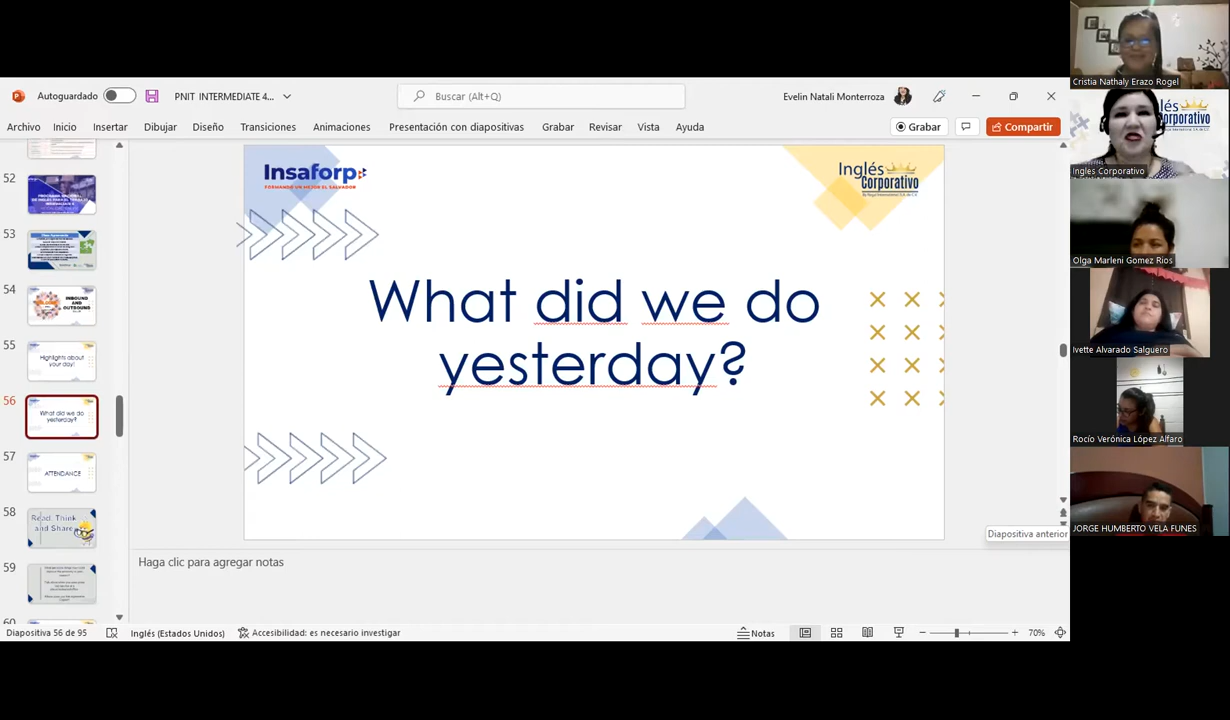 Autoguardado
PNIT INTERMEDIATE 4...
Buscar (Alt+Q)
Evelin Natali Monterroza
Archivo Inicio Insertar Dibujar Diseño Transiciones Animaciones Presentación con diapositivas Grabar Revisar Vista Ayuda
Grabar
Compartir
52
53
54
INBOUND
AND
OUTBOUND
55
Highlights about
your day!
56
What did we do
yesterday?
57
ATTENDANCE
58
Read, Think
and Share
59
60
Insaforp
FORMANDO UN MEJOR EL SALVADOR
Inglés
Corporativo
What did we do
yesterday?
Diapositiva anterior
Haga clic para agregar notas
Diapositiva 56 de 95
Inglés (Estados Unidos)
Accesibilidad: es necesario investigar
Notas
70%
Cristia Nathaly Erazo Rogel
Ingles Corporativo
Olga Marleni Gomez Rios
Ivette Alvarado Salguero
Rocío Verónica López Alfaro
JORGE HUMBERTO VELA FUNES